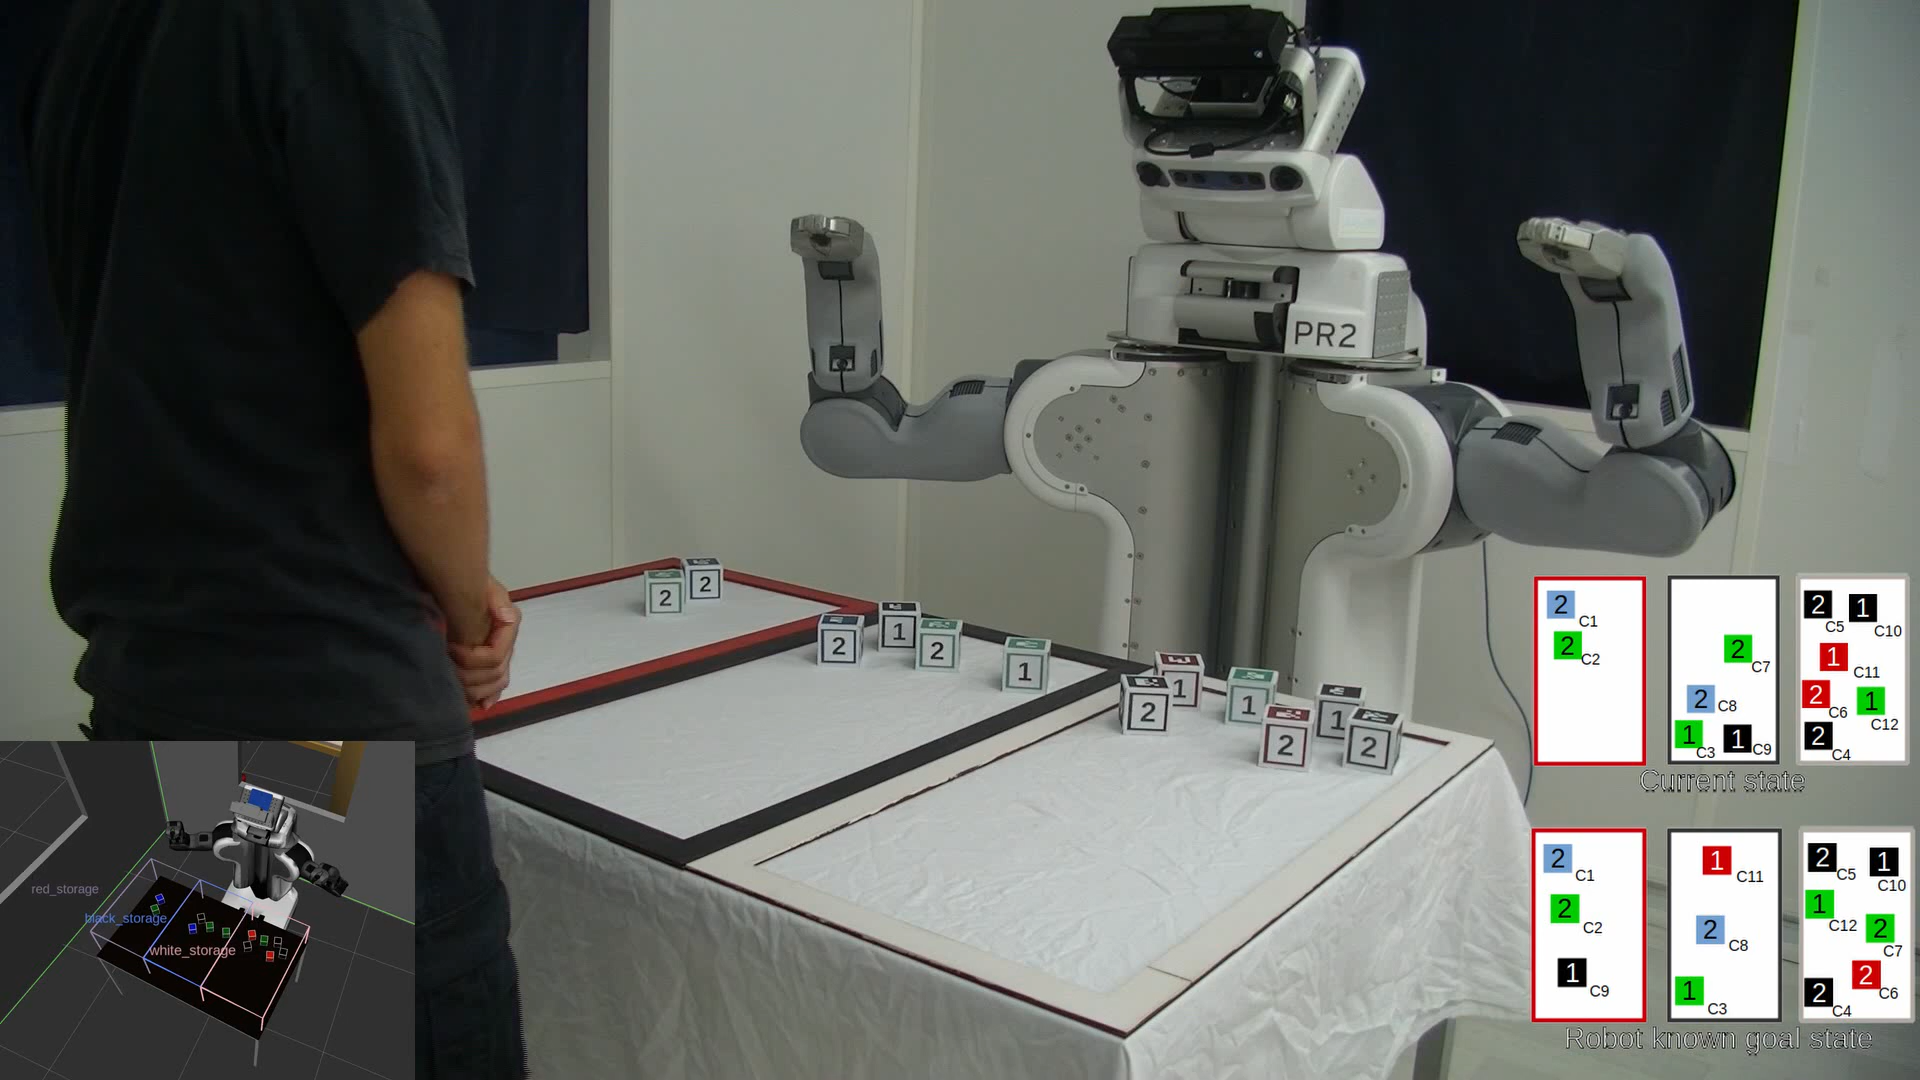 PR2
2
2
2
1
2
1
1
2
1
2
1
2
red_storage
black_storage
white_storage
2
C1
2
C2
2
C7
2
C8
1
C3
1
C9
2
C5
1
C10
1
C11
2
C6
1
C12
2
C4
Current state
2
C1
2
C2
1
C9
1
C11
2
C8
1
C3
2
C5
1
C10
1
C12
2
C7
2
C6
2
C4
Robot known goal state